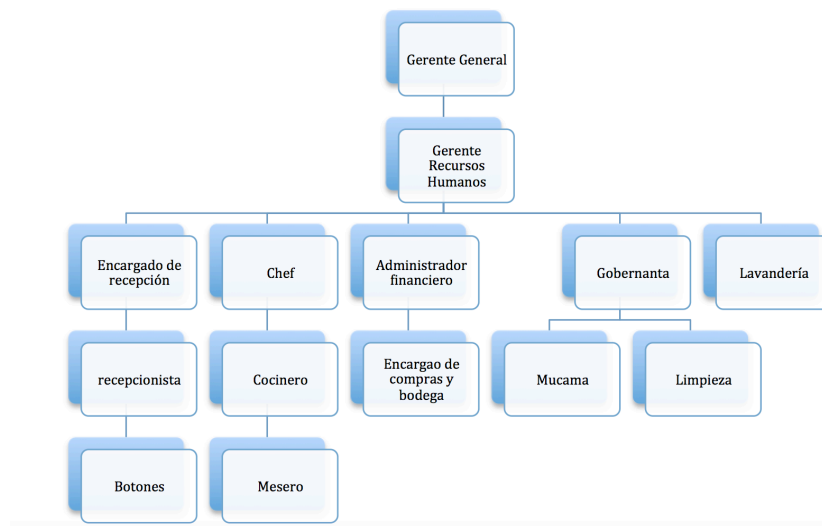 Gerente General
Gerente
Recursos
Humanos
Encargado de
recepción
Chef
Administrador
financiero
Gobernanta
Lavandería
recepcionista
Cocinero
Encargao de
compras y
bodega
Mucama
Limpieza
Botones
Mesero